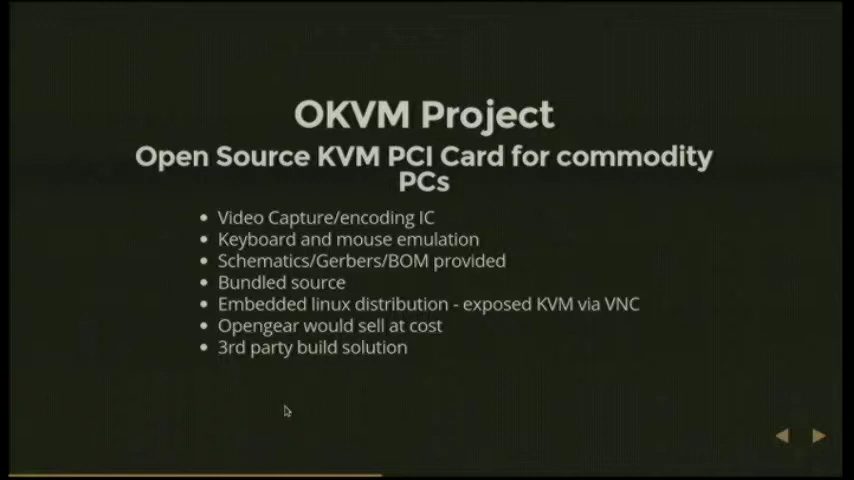 OKVM Project
Open Source KVM PCI Card for commodity
PCs
Video Capture/encoding IC
Keyboard and mouse emulation
Schematics/Gerbers/BOM provided
Bundled source
Embedded linux distribution - exposed KVM via VNC
Opengear would sell at cost
3rd party build solution